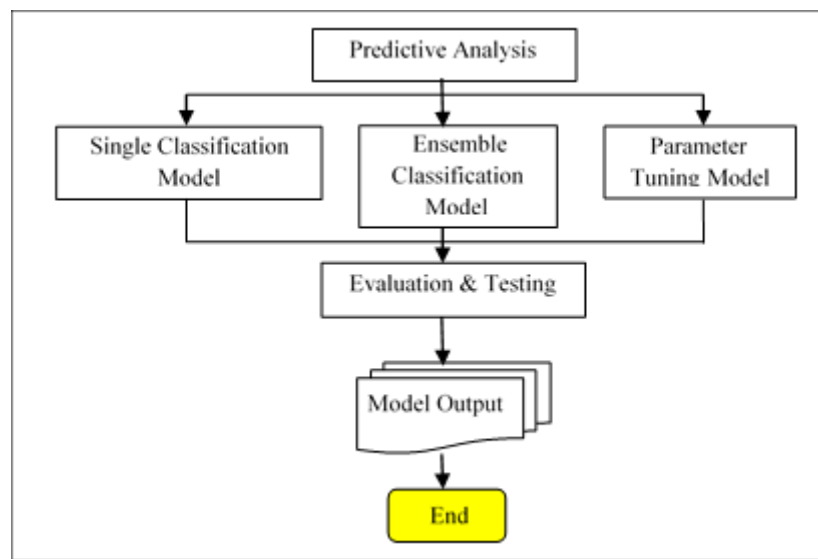 Predictive Analysis
Single Classification
Model
Ensemble
Classification
Model
Parameter
Tuning Model
Evaluation & Testing
Model Output
End